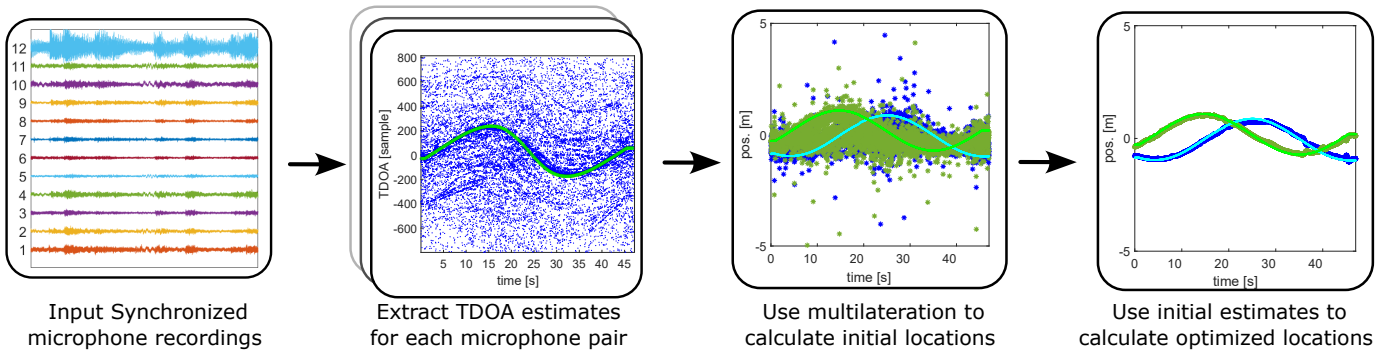 12
11
10
9
8
7
6
5
4
3
2
1
Input Synchronized
microphone recordings
800
600
400
200
0
-200
-400
-600
TDOA [sample]
5 10 15 20 25 30 35 40 45
time [s]
Extract TDOA estimates
for each microphone pair
5
0
-5
pos. [m]
0 10 20 30 40
time [s]
Use multilateration to
calculate initial locations
5
0
-5
pos. [m]
0 10 20 30 40
time [s]
Use initial estimates to
calculate optimized locations